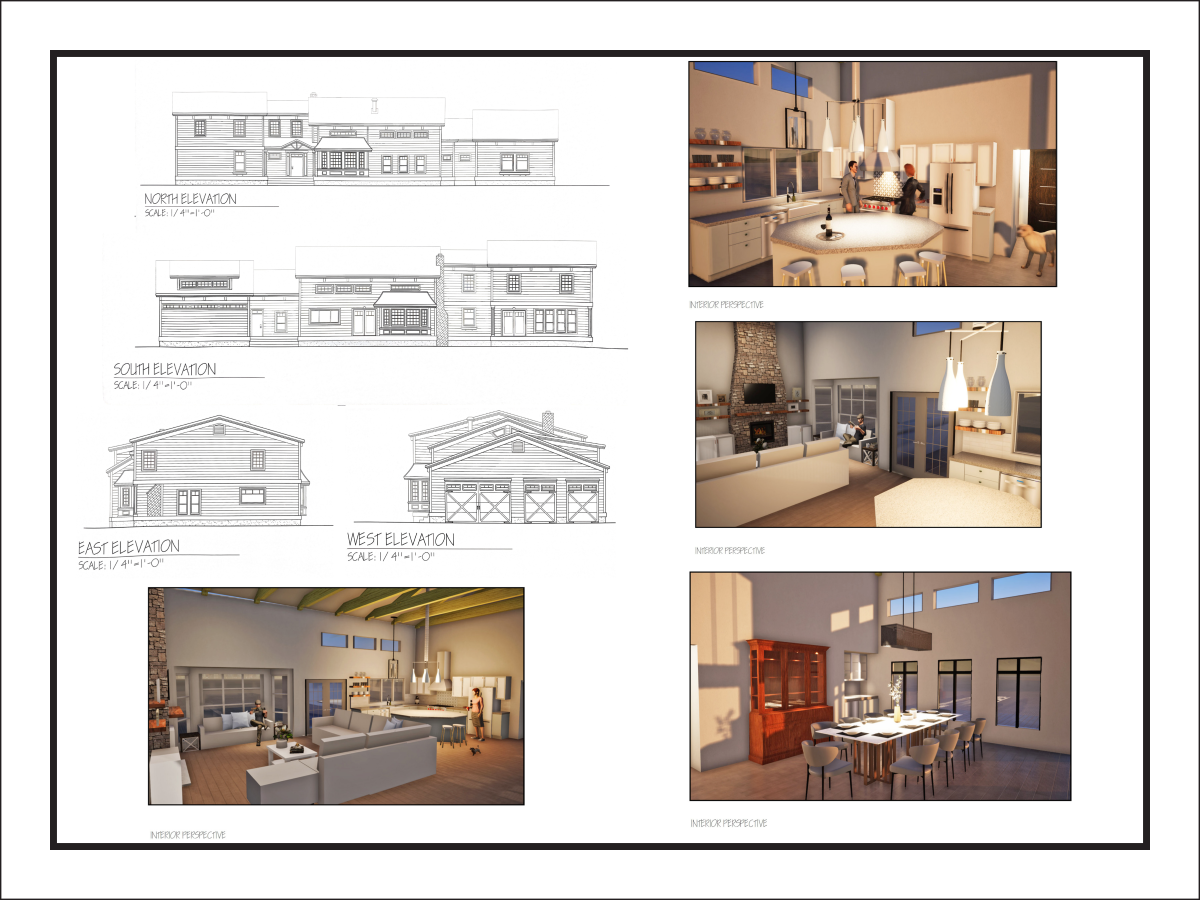 NORTH ELEVATION
SCALE: 1/4"=1'-0"
SOUTH ELEVATION
SCALE: 1/4"=1'-0"
EAST ELEVATION
SCALE: 1/4"=1'-0"
WEST ELEVATION
SCALE: 1/4"=1'-0"
INTERIOR PERSPECTIVE
INTERIOR PERSPECTIVE
INTERIOR PERSPECTIVE
INTERIOR PERSPECTIVE